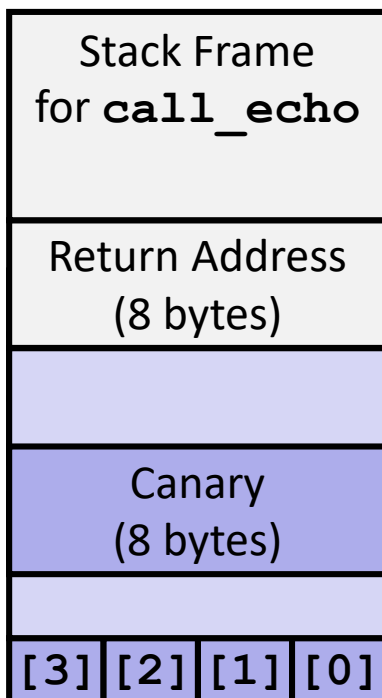 Stack Frame
for call_echo
Return Address
(8 bytes)
Canary
(8 bytes)
[3] [2] [1] [0]